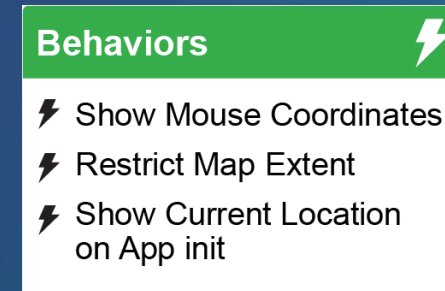 Behaviors
Show Mouse Coordinates
Restrict Map Extent
Show Current Location
on App init